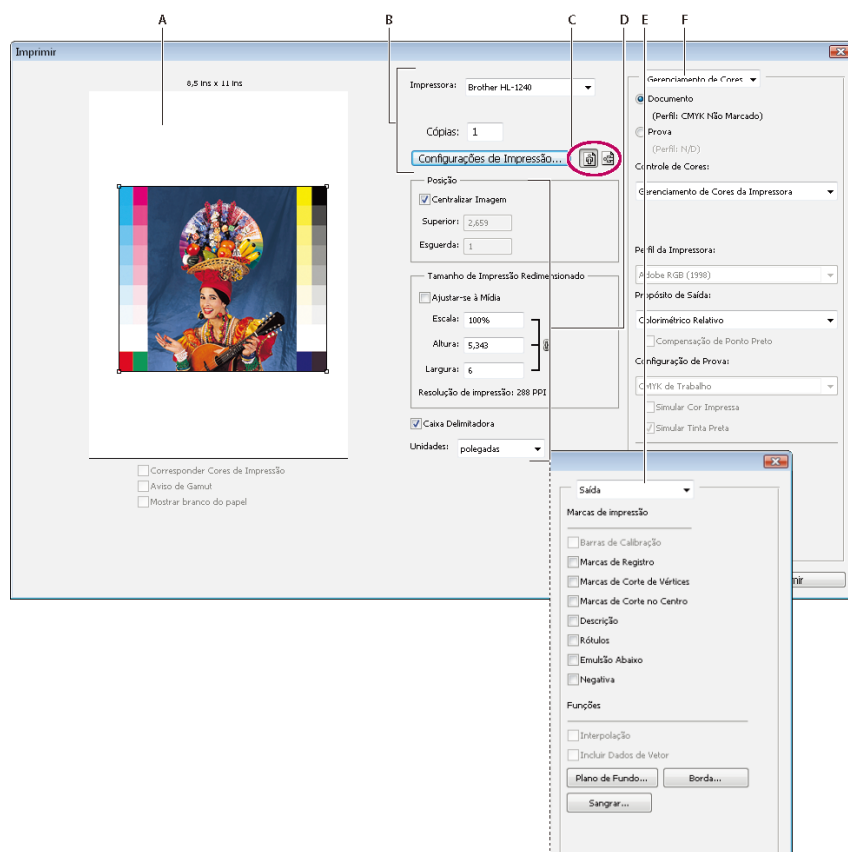 A B C D E F
Imprimir
8,5 ins x 11 ins
Corresponder Cores de Impressão
Aviso de Gamut
Mostrar branco do papel
Impressora: Brother HL-1240
Cópias: 1
Configurações de Impressão...
Posição
Centralizar Imagem
Superior: 2,659
Esguerda: 1
Tamanho de Impressão Redimensionado
Ajustar-se à Mídia
Escala: 100%
Altura: 5,343
Largura: 6
Resolução de impressão: 288 PPI
Caixa Delimitadora
Unidades: polegadas
Gerenciamento de Cores
Documento
(Perfil: CMYK Não Marcado)
Prova
(Perfil: N/D)
Controle de Cores:
Gerenciamento de Cores da Impressora
Perfil da Impressora:
Adobe RGB (1998)
Propósito de Saída:
Colorimétrico Relativo
Compensação de Ponto Preto
Configuração de Prova:
CMYK de Trabalho
Simular Cor Impressa
Simular Tinta Preta
mir
Saída
Marcas de impressão
Barras de Calibração
Marcas de Registro
Marcas de Corte de Vértices
Marcas de Corte no Centro
Descrição
Rótulos
Emulsão Abaixo
Negativa
Funções
Interpolação
Incluir Dados de Vetor
Plano de Fundo... Borda...
Sangrar...